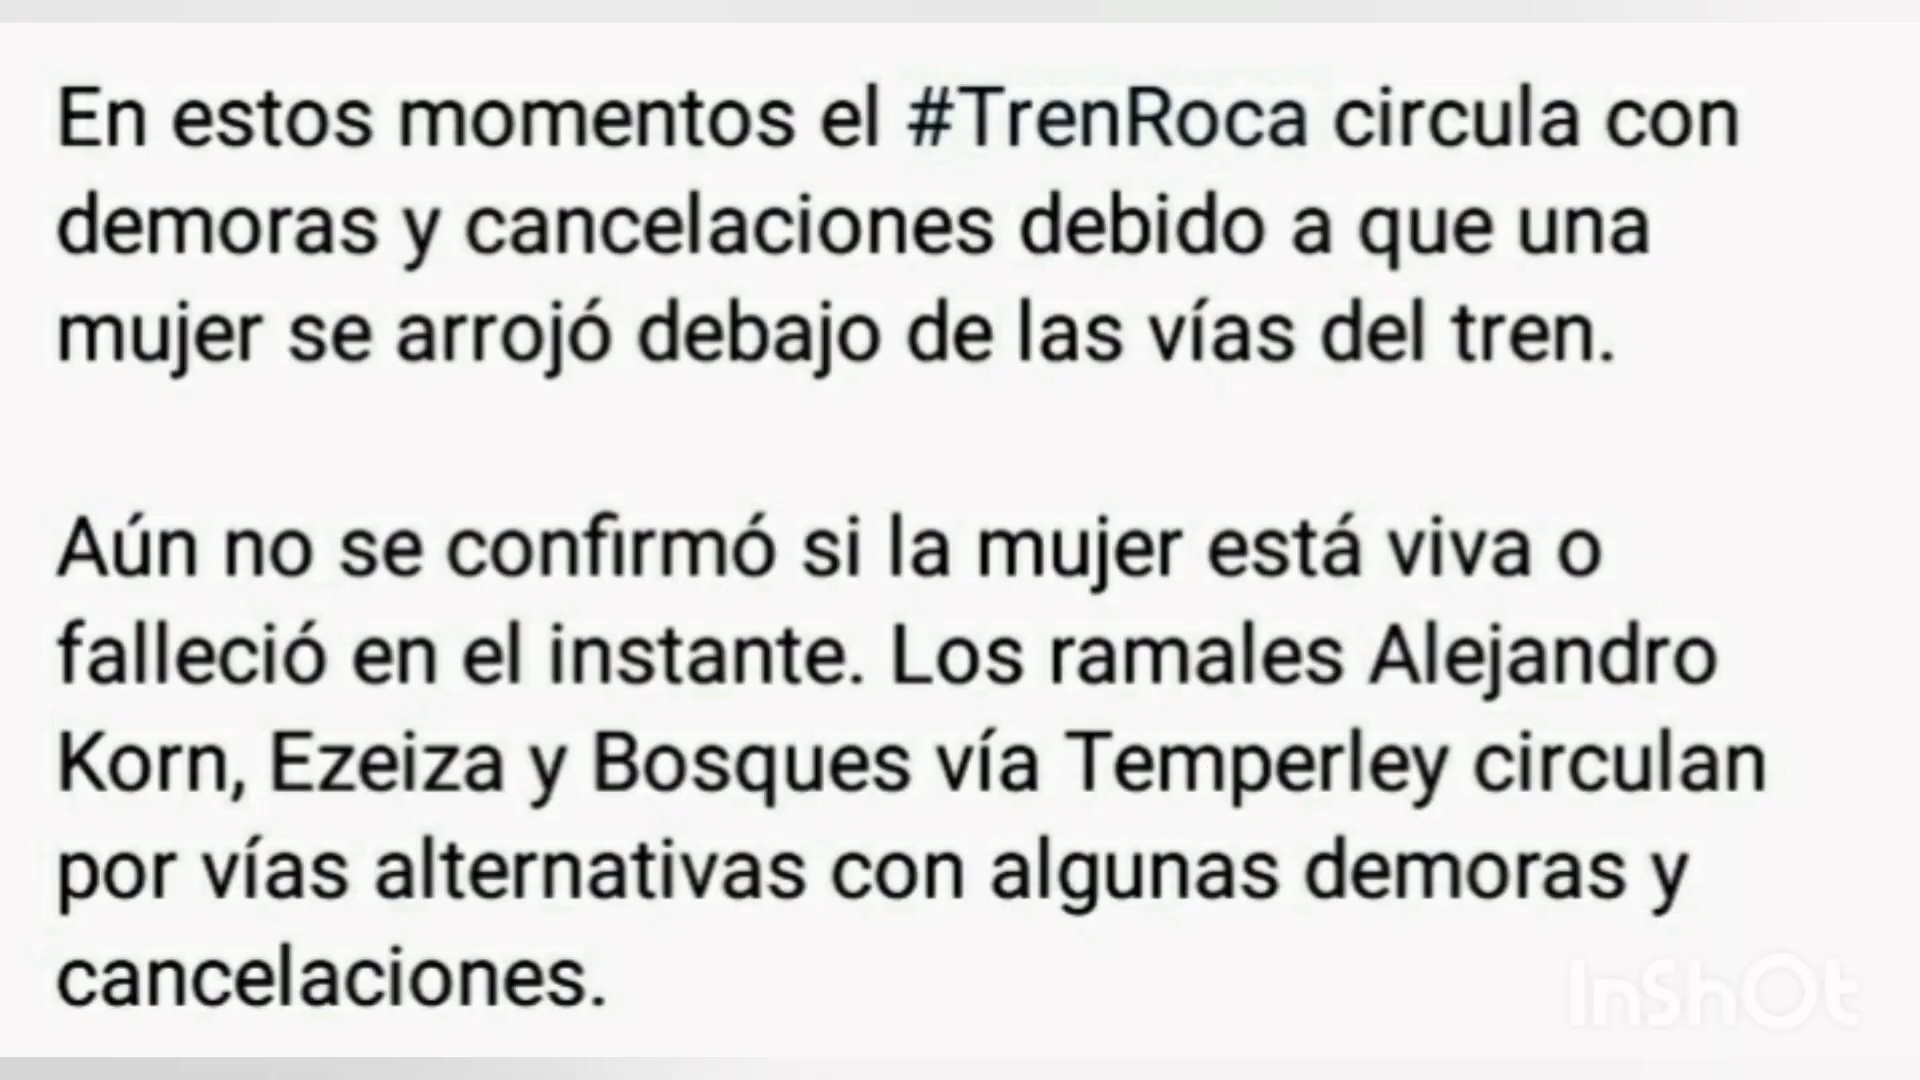 En estos momentos el #TrenRoca circula con
demoras y cancelaciones debido a que una
mujer se arrojó debajo de las vías del tren.
Aún no se confirmó si la mujer está viva o
falleció en el instante. Los ramales Alejandro
Korn, Ezeiza y Bosques vía Temperley circulan
por vías alternativas con algunas demoras y
cancelaciones.
InShOt